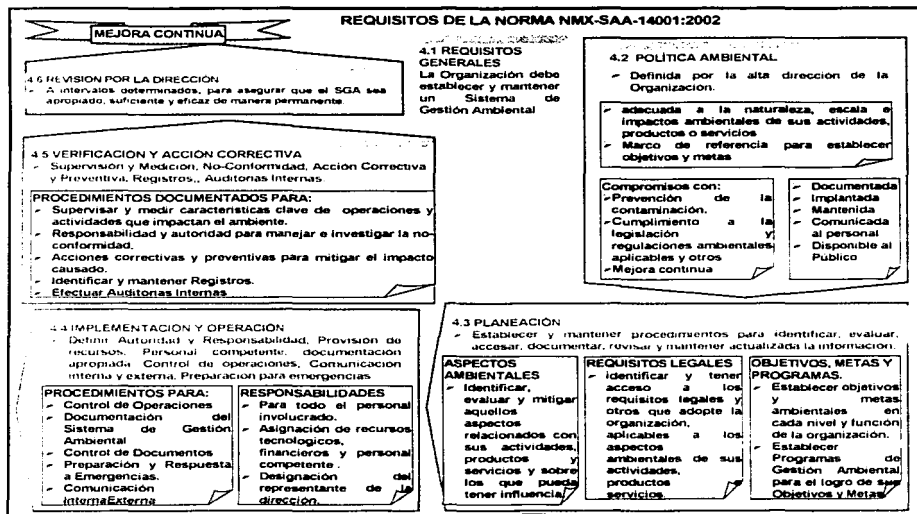 REQUISITOS DE LA NORMA NMX-SAA-14001:2002
MEJORA CONTINUA
4.6 REVISION POR LA DIRECCIÓN
- A intervalos determinados, para asegurar que el SGA sea
apropiado, suficiente y eficaz de manera permanente.
4.1 REQUISITOS
GENERALES
La Organización debe
establecer y mantener
un Sistema de
Gestión Ambiental
4.2 POLÍTICA AMBIENTAL
- Definida por la alta dirección de la
Organización.
- adecuada a la naturaleza, escala e
impactos ambientales de sus actividades,
productos o servicios
- Marco de referencia para establecer
objetivos y metas
Compromisos con:
- Prevención de la
contaminación.
- Cumplimiento a la
legislación y
regulaciones ambientales
aplicables y otros
- Mejora continua
- Documentada
- Implantada
- Mantenida
- Comunicada
al personal
- Disponible al
Público
4.5 VERIFICACION Y ACCIÓN CORRECTIVA
- Supervisión y Medición, No-Conformidad, Acción Correctiva
y Preventiva, Registros,, Auditorias Internas
PROCEDIMIENTOS DOCUMENTADOS PARA:
- Supervisar y medir características clave de operaciones y
actividades que impactan el ambiente.
- Responsabilidad y autoridad para manejar e investigar la no-
conformidad.
- Acciones correctivas y preventivas para mitigar el impacto
causado.
- Identificar y mantener Registros.
- Efectuar Auditorias Internas
4.4 IMPLEMENTACION Y OPERACIÓN
- Definir Autoridad y Responsabilidad, Provisión de
recursos, Personal competente, documentación
apropiada Control de operaciones, Comunicación
interna y externa, Preparación para emergencias
PROCEDIMIENTOS PARA:
- Control de Operaciones
- Documentación del
Sistema de Gestión
Ambiental
- Control de Documentos
- Preparación y Respuesta
a Emergencias.
- Comunicación
InternaExterna
RESPONSABILIDADES
- Para todo el personal
involucrado.
- Asignación de recursos
tecnologicos,
financieros y personal
competente .
- Designación del
representante de la
dirección.
4.3 PLANEACIÓN
- Establecer y mantener procedimientos para identificar, evaluar,
accesar, documentar, revisar y mantener actualizada la información.
ASPECTOS
AMBIENTALES
- Identificar,
evaluar y mitigar
aquellos
aspectos
relacionados con
sus actividades,
productos y
servicios y sobre
los que pueda
tener influencia
REQUISITOS LEGALES
- identificar y tener
acceso a los
requisitos legales y
otros que adopte la
organización,
aplicables a los
aspectos
ambientales de sus
actividades,
productos
servicios.
OBJETIVOS, METAS Y
PROGRAMAS.
- Establecer objetivos
y metas
ambientales en
cada nivel y función
de la organización.
- Establecer
Programas de
Gestión Ambiental
para el logro de sus
Objetivos y Metas